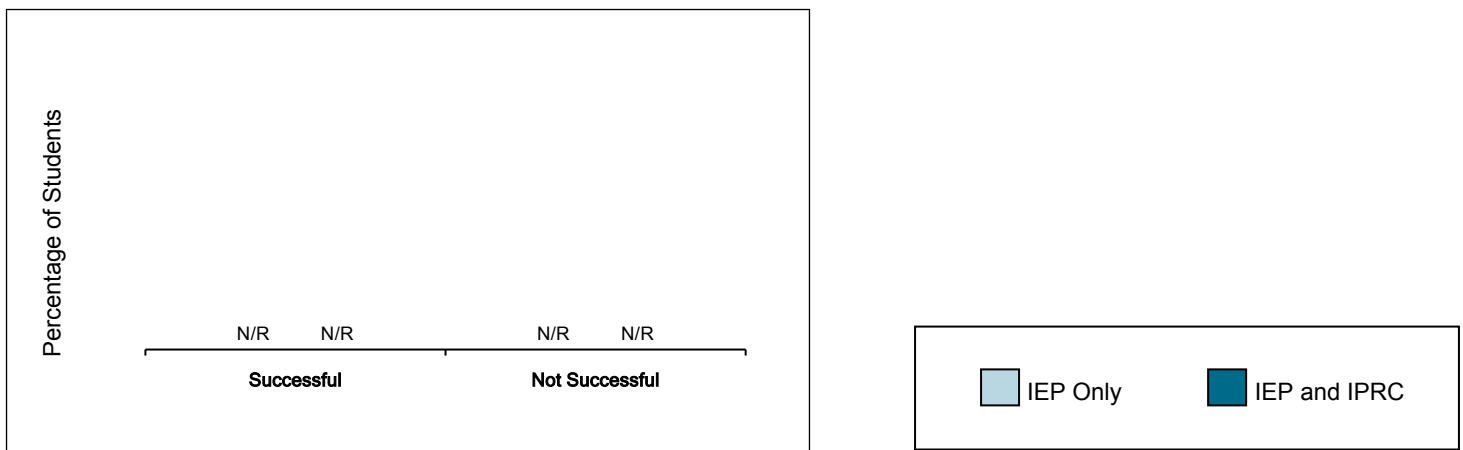 Percentage of Students
N/R N/R N/R N/R
Successful Not Successful
IEP Only IEP and IPRC